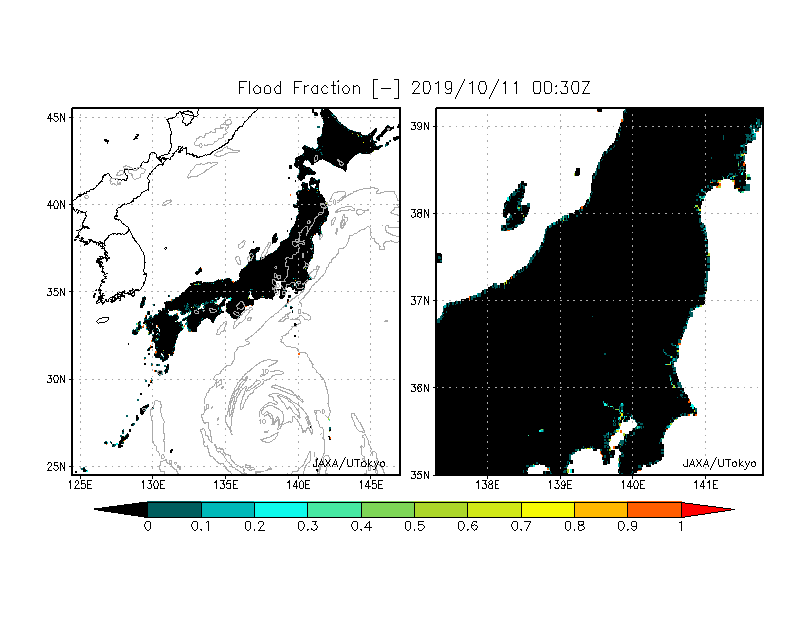 Flood Fraction [-] 2019/10/11 00:30Z
45N
40N
35N
30N
25N
125E 130E 135E 140E 145E
JAXA/UTokyo
39N
38N
37N
36N
35N
138E 139E 140E 141E
JAXA/UTokyo
0 0.1 0.2 0.3 0.4 0.5 0.6 0.7 0.8 0.9 1